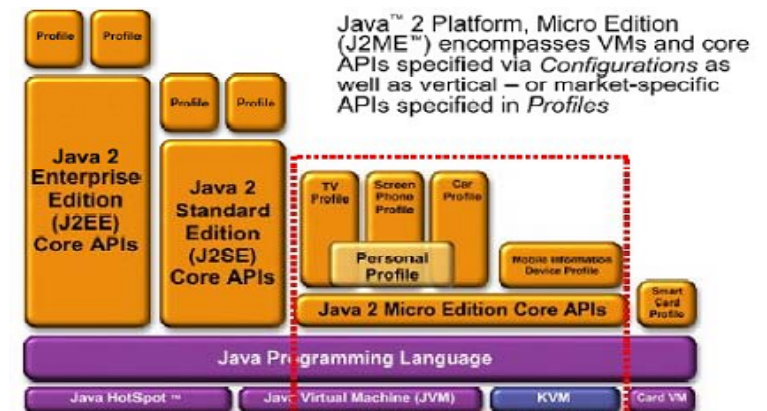 Java™ 2 Platform, Micro Edition
(J2ME™) encompasses VMs and core
APIs specified via Configurations as
well as vertical – or market-specific
APIs specified in Profiles
Profile
Profile
Java 2
Enterprise
Edition
(J2EE)
Core APIs
Profile
Profile
Java 2
Standard
Edition
(J2SE)
Core APIs
TV
Profile
Screen
Phone
Profile
Car
Profile
Personal
Profile
Mobile Information
Device Profile
Java 2 Micro Edition Core APIs
Smart
Card
Profile
Java Programming Language
Java HotSpot ™
Java Virtual Machine (JVM)
KVM
Card VM